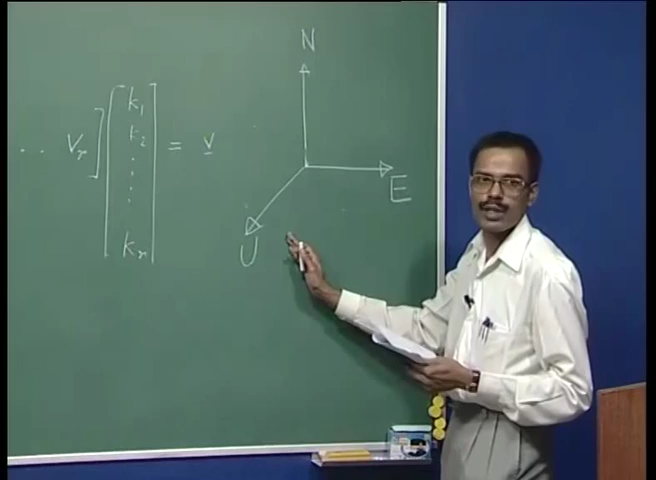 N
k₁
. . . vᵣ] k₂ = v
⋮
kᵣ
E
U